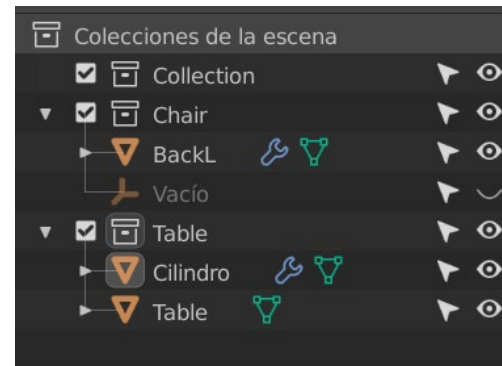 Colecciones de la escena
Collection
Chair
BackL
Vacío
Table
Cilindro
Table